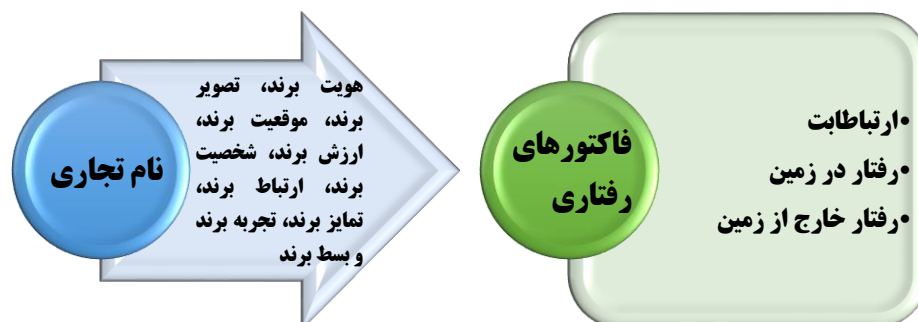 نام تجاری
هویت برند، تصویر
برند، موقعیت برند،
ارزش برند، شخصیت
برند، ارتباط برند،
تمایز برند، تجربه برند
و بسط برند
فاکتورهای
رفتاری
•ارتباطابت
•رفتار در زمین
•رفتار خارج از زمین